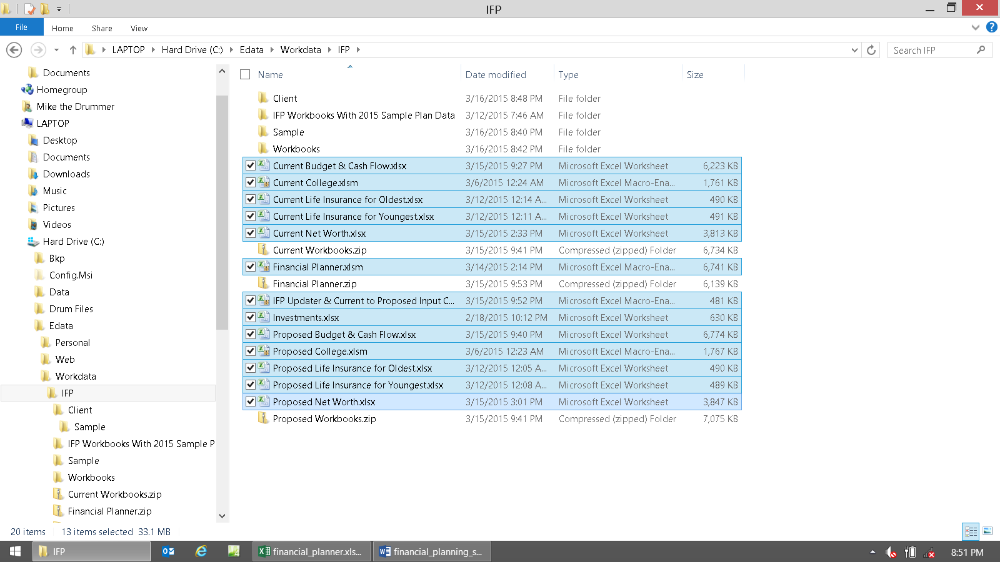 IFP
File Home Share View
LAPTOP Hard Drive (C:) Edata Workdata IFP Search IFP
Documents
Homegroup
Mike the Drummer
LAPTOP
Desktop
Documents
Downloads
Music
Pictures
Videos
Hard Drive (C:)
Bkp
Config.Msi
Data
Drum Files
Edata
Personal
Web
Workdata
IFP
Client
Sample
IFP Workbooks With 2015 Sample P
Sample
Workbooks
Current Workbooks.zip
Financial Planner.zip
Name Date modified Type Size
Client 3/16/2015 8:48 PM File folder
IFP Workbooks With 2015 Sample Plan Data 3/12/2015 7:46 AM File folder
Sample 3/16/2015 8:40 PM File folder
Workbooks 3/16/2015 8:42 PM File folder
Current Budget & Cash Flow.xlsx 3/15/2015 9:27 PM Microsoft Excel Worksheet 6,223 KB
Current College.xlsm 3/6/2015 12:24 AM Microsoft Excel Macro-Ena... 1,761 KB
Current Life Insurance for Oldest.xlsx 3/12/2015 12:14 A... Microsoft Excel Worksheet 490 KB
Current Life Insurance for Youngest.xlsx 3/12/2015 12:11 A... Microsoft Excel Worksheet 491 KB
Current Net Worth.xlsx 3/15/2015 2:33 PM Microsoft Excel Worksheet 3,813 KB
Current Workbooks.zip 3/15/2015 9:41 PM Compressed (zipped) Folder 6,734 KB
Financial Planner.xlsm 3/14/2015 2:14 PM Microsoft Excel Macro-Ena... 6,741 KB
Financial Planner.zip 3/15/2015 9:53 PM Compressed (zipped) Folder 6,139 KB
IFP Updater & Current to Proposed Input C... 3/15/2015 9:52 PM Microsoft Excel Macro-Ena... 481 KB
Investments.xlsx 2/18/2015 10:12 PM Microsoft Excel Worksheet 630 KB
Proposed Budget & Cash Flow.xlsx 3/15/2015 9:40 PM Microsoft Excel Worksheet 6,774 KB
Proposed College.xlsm 3/6/2015 12:23 AM Microsoft Excel Macro-Ena... 1,767 KB
Proposed Life Insurance for Oldest.xlsx 3/12/2015 12:05 A... Microsoft Excel Worksheet 490 KB
Proposed Life Insurance for Youngest.xlsx 3/12/2015 12:08 A... Microsoft Excel Worksheet 489 KB
Proposed Net Worth.xlsx 3/15/2015 3:01 PM Microsoft Excel Worksheet 3,847 KB
Proposed Workbooks.zip 3/15/2015 9:41 PM Compressed (zipped) Folder 7,075 KB
20 items 13 items selected 33.1 MB
IFP financial_planner.xls... financial_planning_s... 8:51 PM